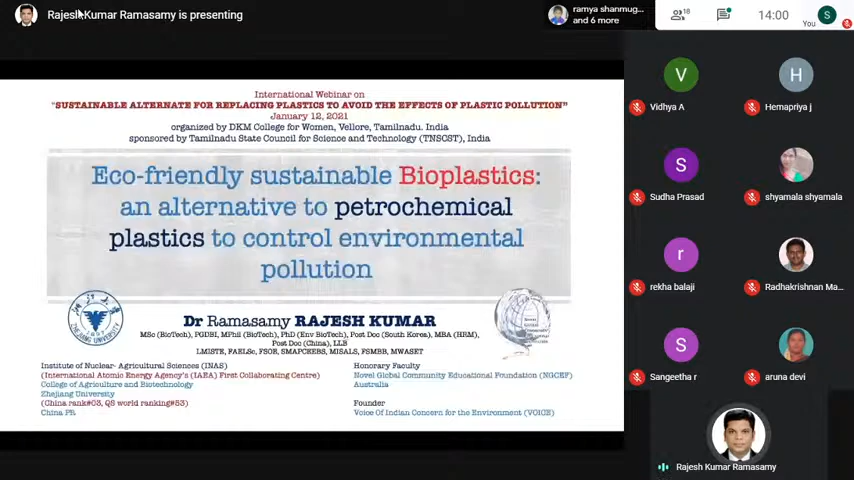 Rajesh Kumar Ramasamy is presenting
ramya shanmug...
and 6 more
18
14:00
You
S
International Webinar on
"SUSTAINABLE ALTERNATE FOR REPLACING PLASTICS TO AVOID THE EFFECTS OF PLASTIC POLLUTION"
January 12, 2021
organized by DKM College for Women, Vellore, Tamilnadu. India
sponsored by Tamilnadu State Council for Science and Technology (TNSCST), India
Eco-friendly sustainable Bioplastics:
an alternative to petrochemical
plastics to control environmental
pollution
Dr Ramasamy RAJESH KUMAR
MSc (BioTech), PGDBI, MPhil (BioTech), PhD (Env BioTech), Post Doc (South Korea), MBA (HRM),
Post Doc (China), LLB
LMISTE, FAELSc, FSOE, SMAPCBEES, MISALS, FSMBB, MWASET
Institute of Nuclear- Agricultural Sciences (INAS)
(International Atomic Energy Agency's (IAEA) First Collaborating Centre)
College of Agriculture and Biotechnology
Zhejiang University
(China rank#03, QS world ranking#53)
China PR.
Honorary Faculty
Novel Global Community Educational Foundation (NGCEF)
Australia
Founder
Voice Of Indian Concern for the Environment (VOICE)
V
Vidhya A
H
Hemapriya j
S
Sudha Prasad
shyamala shyamala
r
rekha balaji
Radhakrishnan Ma...
S
Sangeetha r
aruna devi
Rajesh Kumar Ramasamy